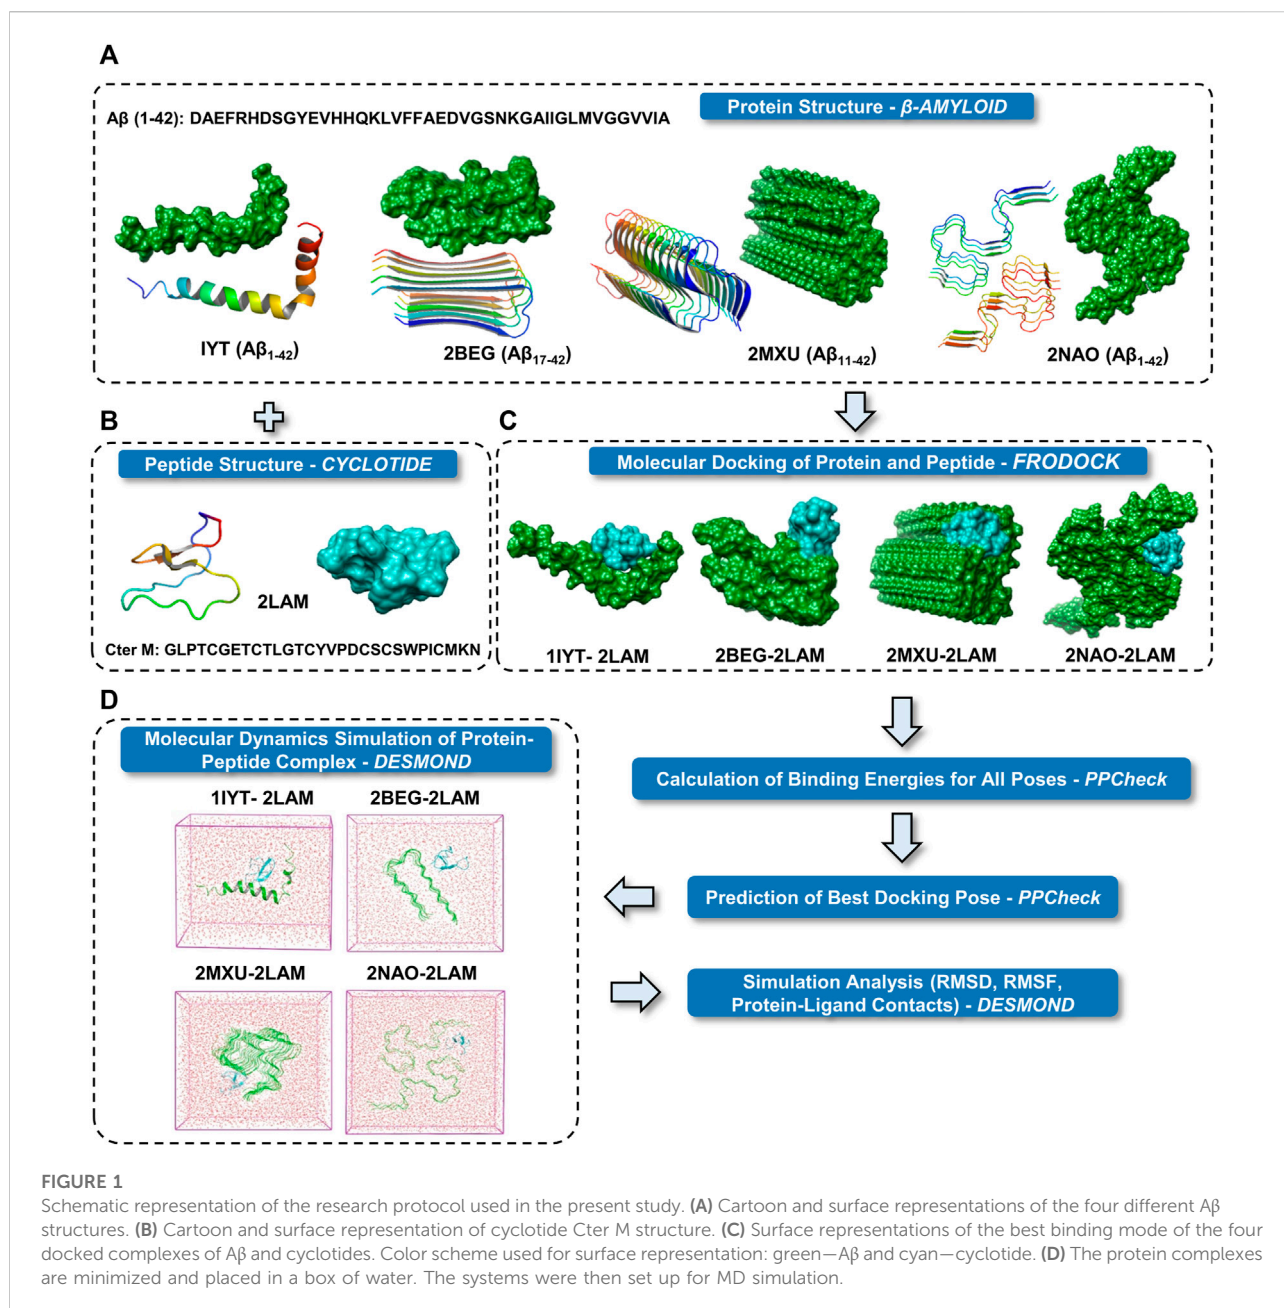 A
Protein Structure - β-AMYLOID
Aβ (1-42): DAEFRHDSGYEVHHQKLVFFAEDVGSNKGAIIGLMVGGVVIA
IYT (Aβ1-42)
2BEG (Aβ17-42)
2MXU (Aβ11-42)
2NAO (Aβ1-42)
B
Peptide Structure - CYCLOTIDE
2LAM
Cter M: GLPTCGETCTLGTCYVPDCSCSWPICMKN
C
Molecular Docking of Protein and Peptide - FRODOCK
1IYT- 2LAM
2BEG-2LAM
2MXU-2LAM
2NAO-2LAM
Calculation of Binding Energies for All Poses - PPCheck
Prediction of Best Docking Pose - PPCheck
D
Molecular Dynamics Simulation of Protein-
Peptide Complex - DESMOND
1IYT- 2LAM
2BEG-2LAM
2MXU-2LAM
2NAO-2LAM
Simulation Analysis (RMSD, RMSF,
Protein-Ligand Contacts) - DESMOND
FIGURE 1
Schematic representation of the research protocol used in the present study. (A) Cartoon and surface representations of the four different Aβ
structures. (B) Cartoon and surface representation of cyclotide Cter M structure. (C) Surface representations of the best binding mode of the four
docked complexes of Aβ and cyclotides. Color scheme used for surface representation: green—Aβ and cyan—cyclotide. (D) The protein complexes
are minimized and placed in a box of water. The systems were then set up for MD simulation.